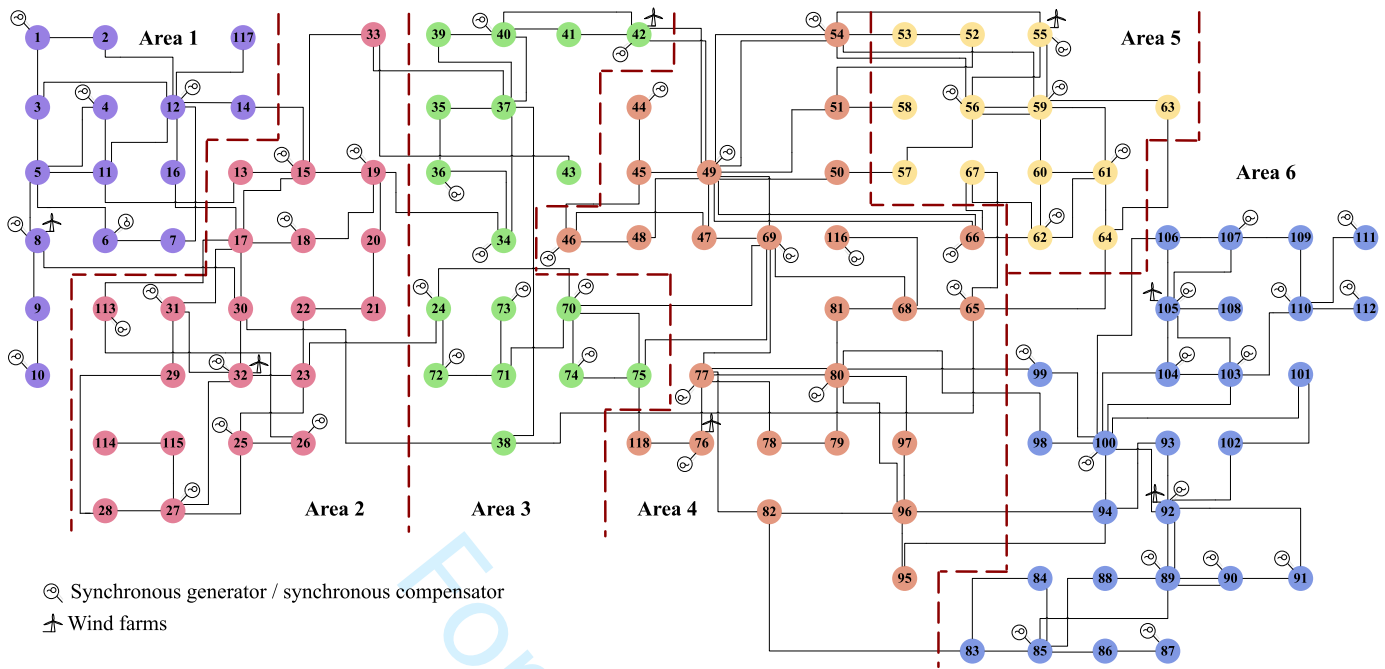 1 2 Area 1 117 33 39 40 41 42 54 53 52 55 Area 5
3 4 12 14 35 37 44 51 58 56 59 63
5 11 16 13 15 19 36 43 45 49 50 57 67 60 61 Area 6
8 6 7 17 18 20 34 46 48 47 69 116 66 62 64 106 107 109 111
9 113 31 30 22 21 24 73 70 81 68 65 105 108 110 112
10 29 32 23 72 71 74 75 77 80 99 104 103 101
114 115 25 26 38 118 76 78 79 97 98 100 93 102
28 27 Area 2 Area 3 Area 4 82 96 94 92
95 84 88 89 90 91
Synchronous generator / synchronous compensator
Wind farms
83 85 86 87
For